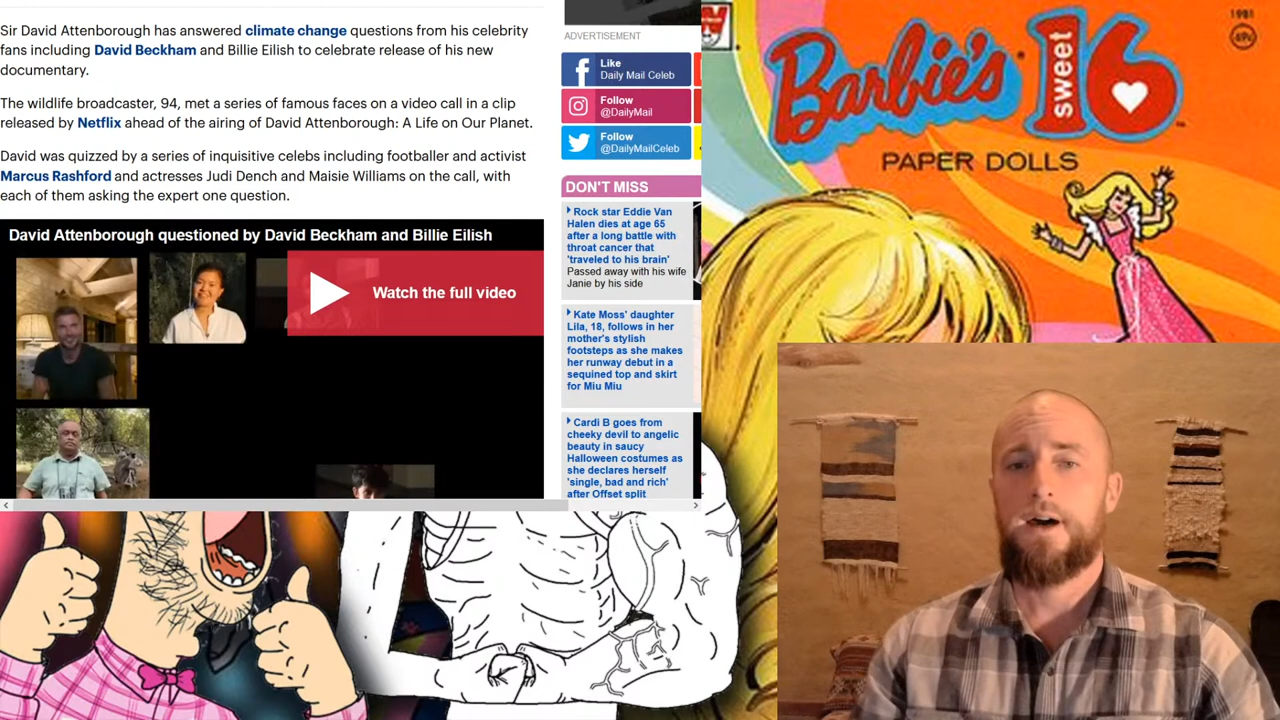 Sir David Attenborough has answered climate change questions from his celebrity
fans including David Beckham and Billie Eilish to celebrate release of his new
documentary.
The wildlife broadcaster, 94, met a series of famous faces on a video call in a clip
released by Netflix ahead of the airing of David Attenborough: A Life on Our Planet.
David was quizzed by a series of inquisitive celebs including footballer and activist
Marcus Rashford and actresses Judi Dench and Maisie Williams on the call, with
each of them asking the expert one question.
David Attenborough questioned by David Beckham and Billie Eilish
Watch the full video
ADVERTISEMENT
Like
Daily Mail Celeb
Follow
@DailyMail
Follow
@DailyMailCeleb
DON'T MISS
Rock star Eddie Van
Halen dies at age 65
after a long battle with
throat cancer that
'traveled to his brain'
Passed away with his wife
Janie by his side
Kate Moss' daughter
Lila, 18, follows in her
mother's stylish
footsteps as she makes
her runway debut in a
sequined top and skirt
for Miu Miu
Cardi B goes from
cheeky devil to angelic
beauty in saucy
Halloween costumes as
she declares herself
'single, bad and rich'
after Offset split
1981
49¢
Barbie's sweet 16
PAPER DOLLS